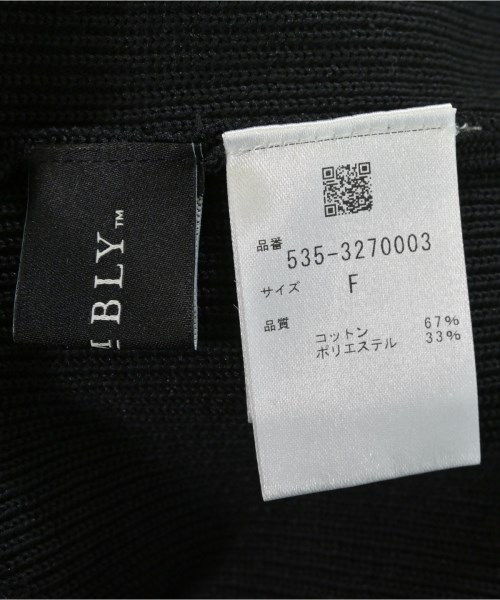 MBLY™
品番 535-3270003
サイズ F
品質 コットン 67%
ポリエステル 33%